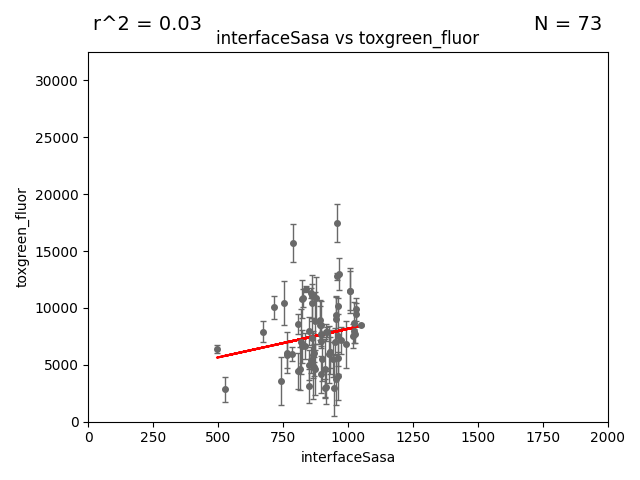 r^2 = 0.03
N = 73
interfaceSasa vs toxgreen_fluor
30000
25000
20000
15000
10000
5000
0
toxgreen_fluor
0 250 500 750 1000 1250 1500 1750 2000
interfaceSasa